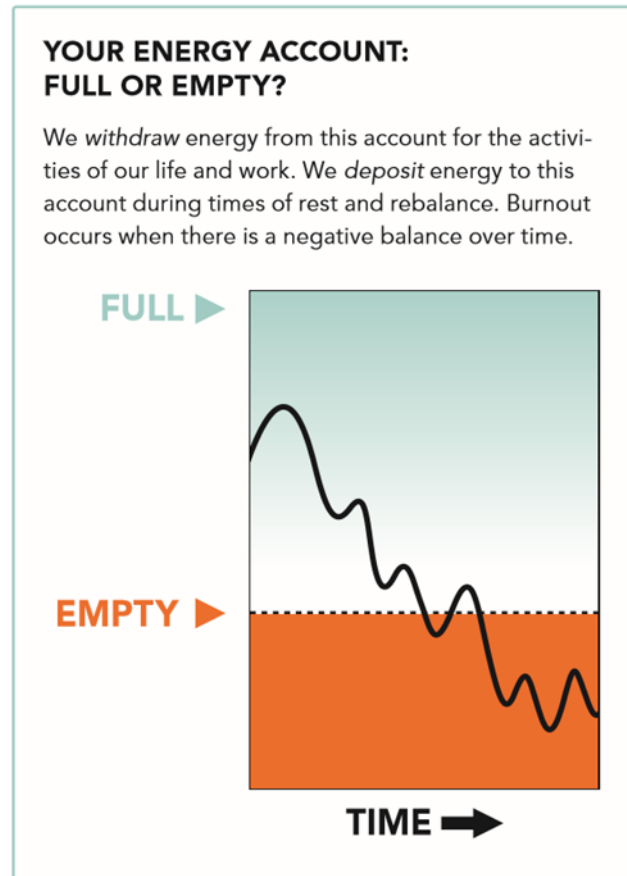 YOUR ENERGY ACCOUNT:
FULL OR EMPTY?
We withdraw energy from this account for the activi-
ties of our life and work. We deposit energy to this
account during times of rest and rebalance. Burnout
occurs when there is a negative balance over time.
FULL
EMPTY
TIME